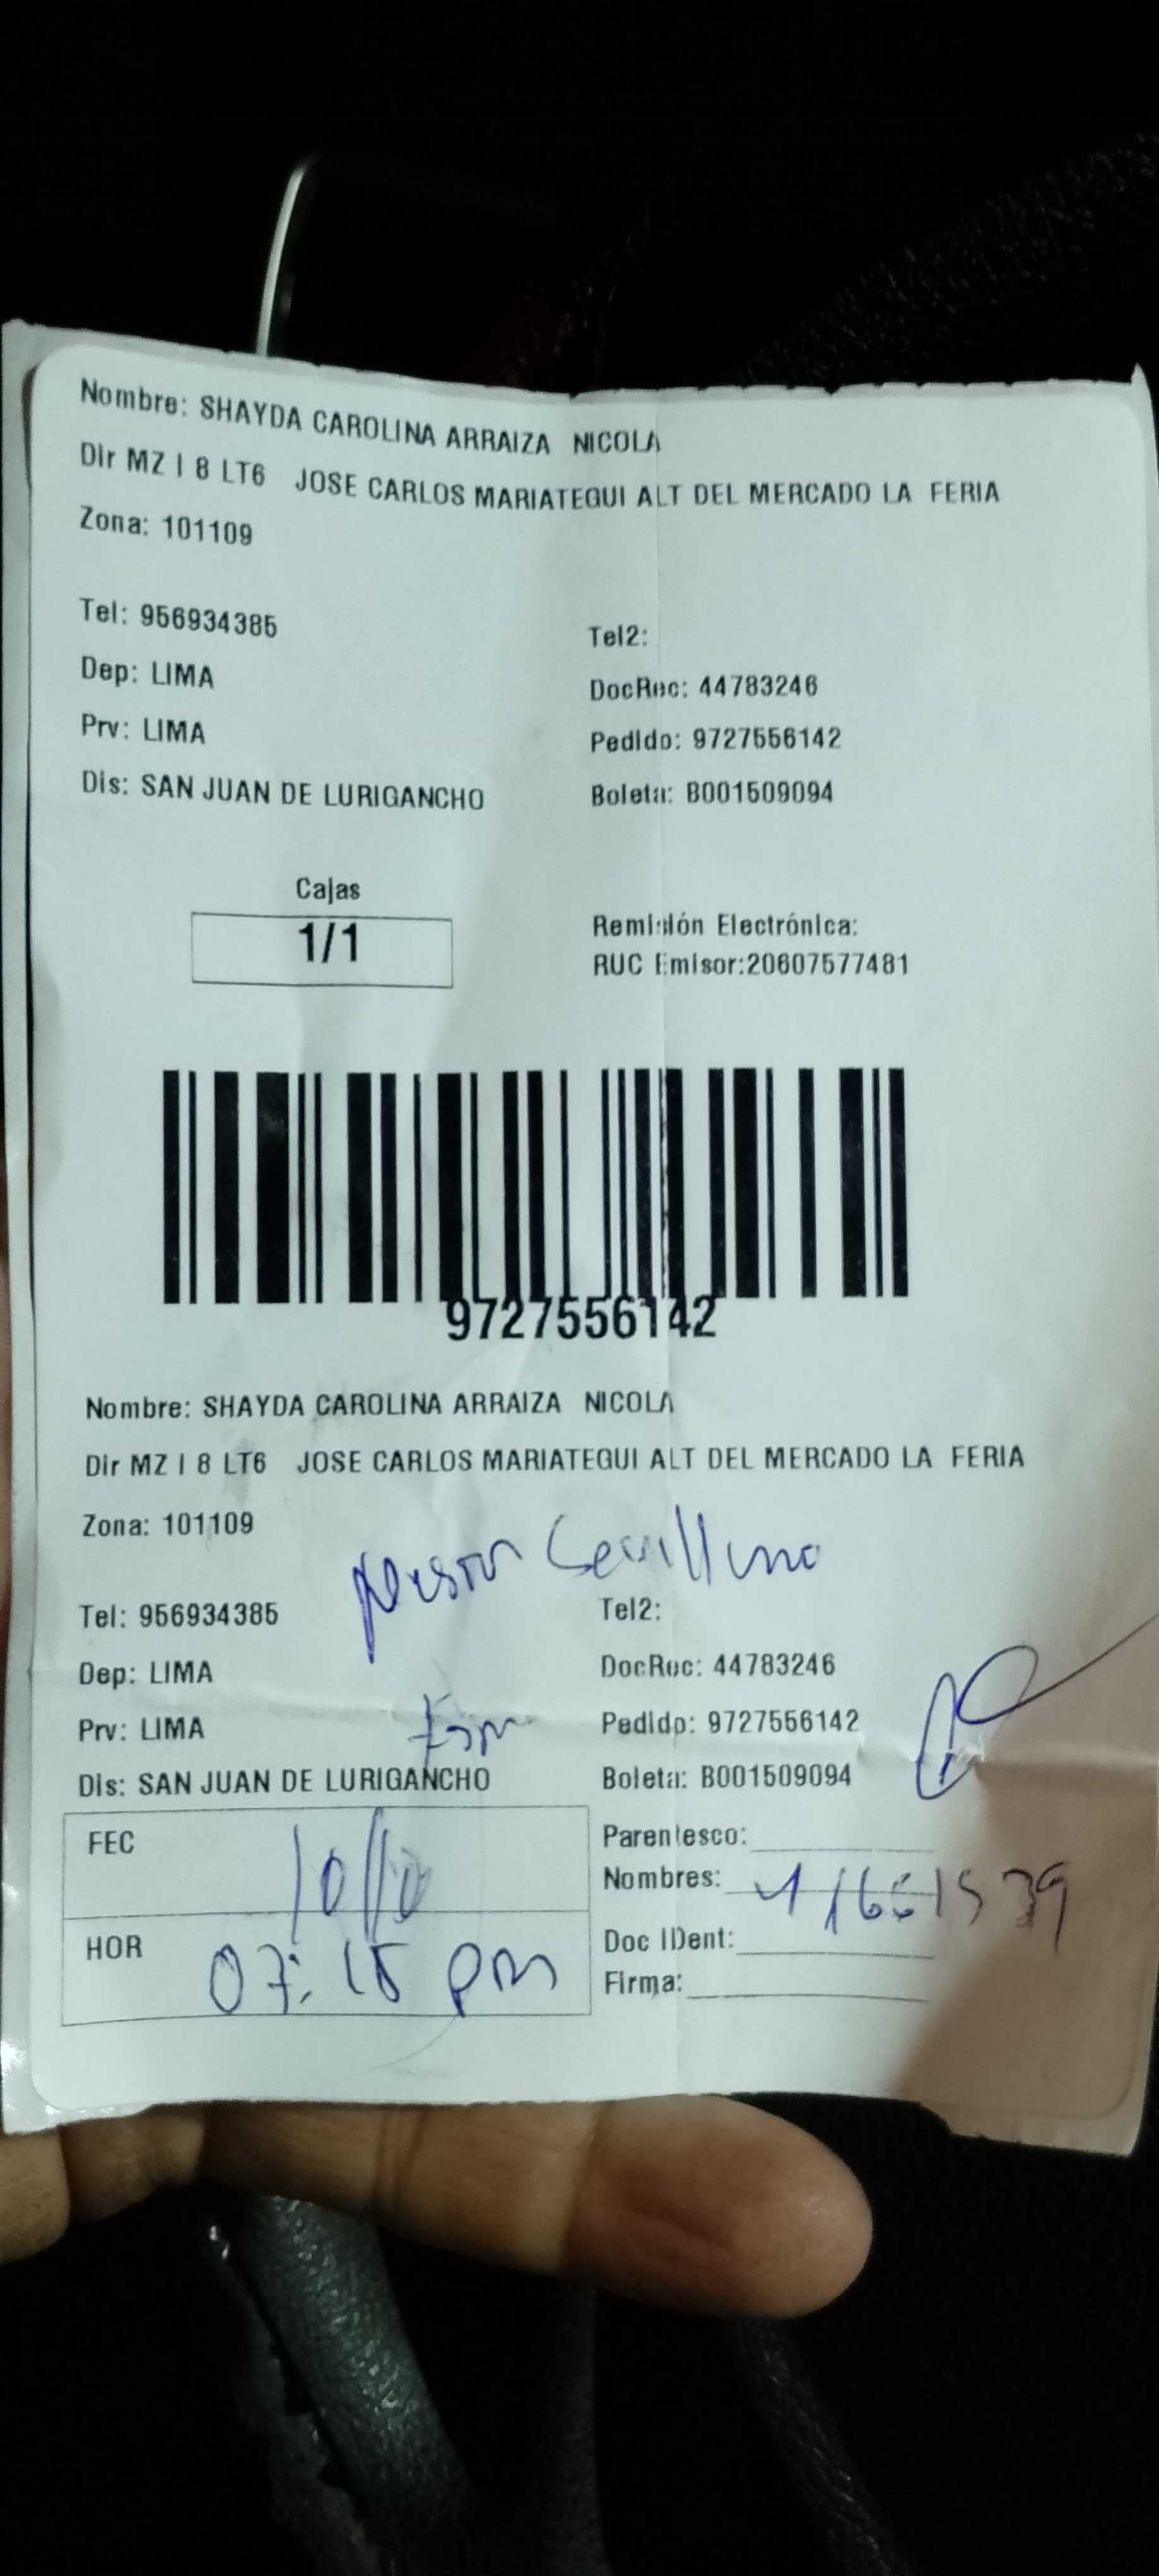 Nombre: SHAYDA CAROLINA ARRAIZA NICOLA
Dir MZ I 8 LT6 JOSE CARLOS MARIATEGUI ALT DEL MERCADO LA FERIA
Zona: 101109
Tel: 956934385
Tel2:
Dep: LIMA
DocRec: 44783246
Prv: LIMA
Pedido: 9727556142
Dis: SAN JUAN DE LURIGANCHO
Boleta: B001509094
Cajas
1/1
Remisión Electrónica:
RUC Emisor:20607577481
9727556142
Nombre: SHAYDA CAROLINA ARRAIZA NICOLA
Dir MZ I 8 LT6 JOSE CARLOS MARIATEGUI ALT DEL MERCADO LA FERIA
Zona: 101109
Tel: 956934385
Tel2:
Dep: LIMA
DocRec: 44783246
Prv: LIMA
Pedido: 9727556142
Dis: SAN JUAN DE LURIGANCHO
Boleta: B001509094
FEC 10/10
Parentesco:
Nombres:
HOR 07:15 pm
Doc IDent:
Firma: